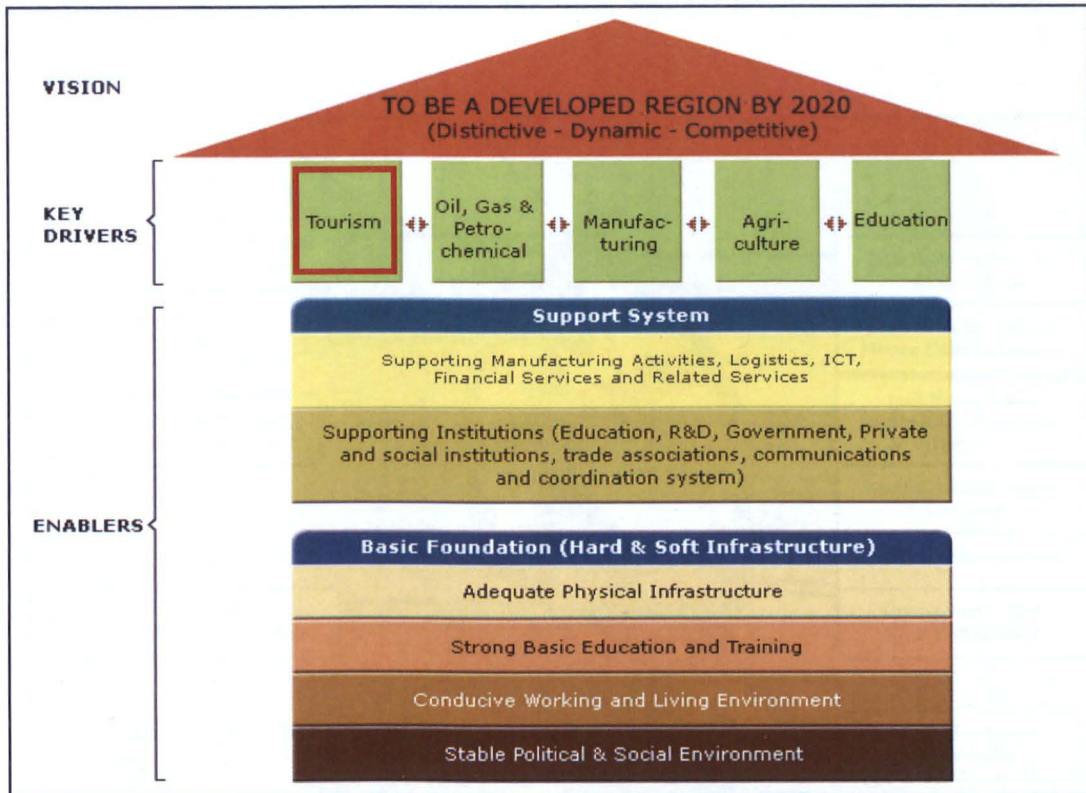 VISION
TO BE A DEVELOPED REGION BY 2020
(Distinctive - Dynamic - Competitive)
KEY
DRIVERS
Tourism
Oil, Gas &
Petro-
chemical
Manufac-
turing
Agri-
culture
Education
ENABLERS
Support System
Supporting Manufacturing Activities, Logistics, ICT,
Financial Services and Related Services
Supporting Institutions (Education, R&D, Government, Private
and social institutions, trade associations, communications
and coordination system)
Basic Foundation (Hard & Soft Infrastructure)
Adequate Physical Infrastructure
Strong Basic Education and Training
Conducive Working and Living Environment
Stable Political & Social Environment